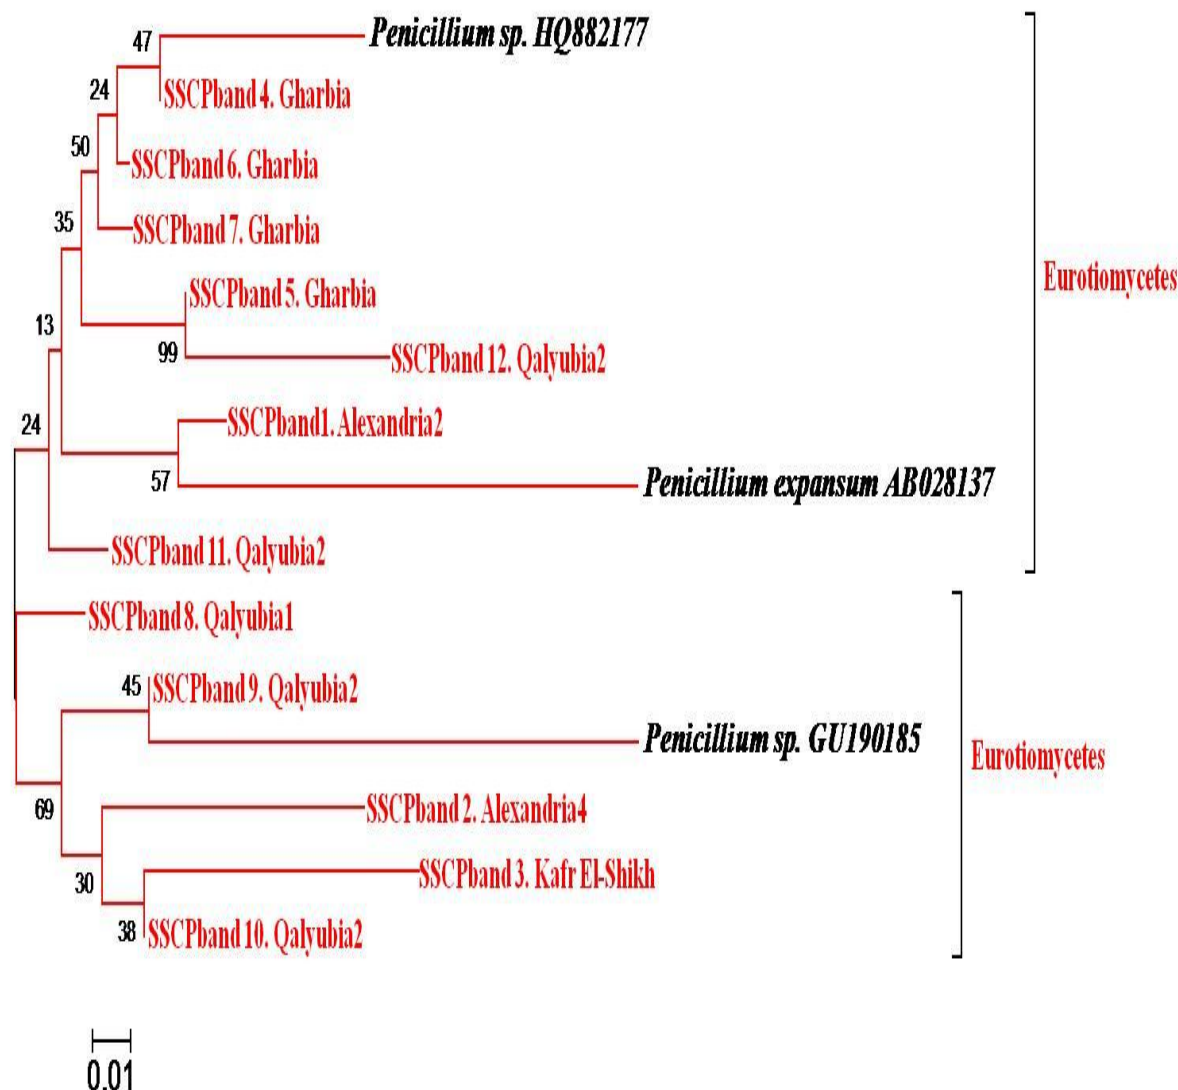 47
Penicillium sp. HQ882177
24
SSCPband 4. Gharbia
50
SSCPband 6. Gharbia
35
SSCPband 7. Gharbia
Eurotiomycetes
SSCPband 5. Gharbia
13
99
SSCPband 12. Qalyubia2
24
SSCPband1. Alexandria2
57
Penicillium expansum AB028137
SSCPband 11. Qalyubia2
SSCPband 8. Qalyubia1
45
SSCPband 9. Qalyubia2
Penicillium sp. GU190185
Eurotiomycetes
69
SSCPband 2. Alexandria4
30
SSCPband 3. Kafr El-Shikh
38
SSCPband 10. Qalyubia2
0.01